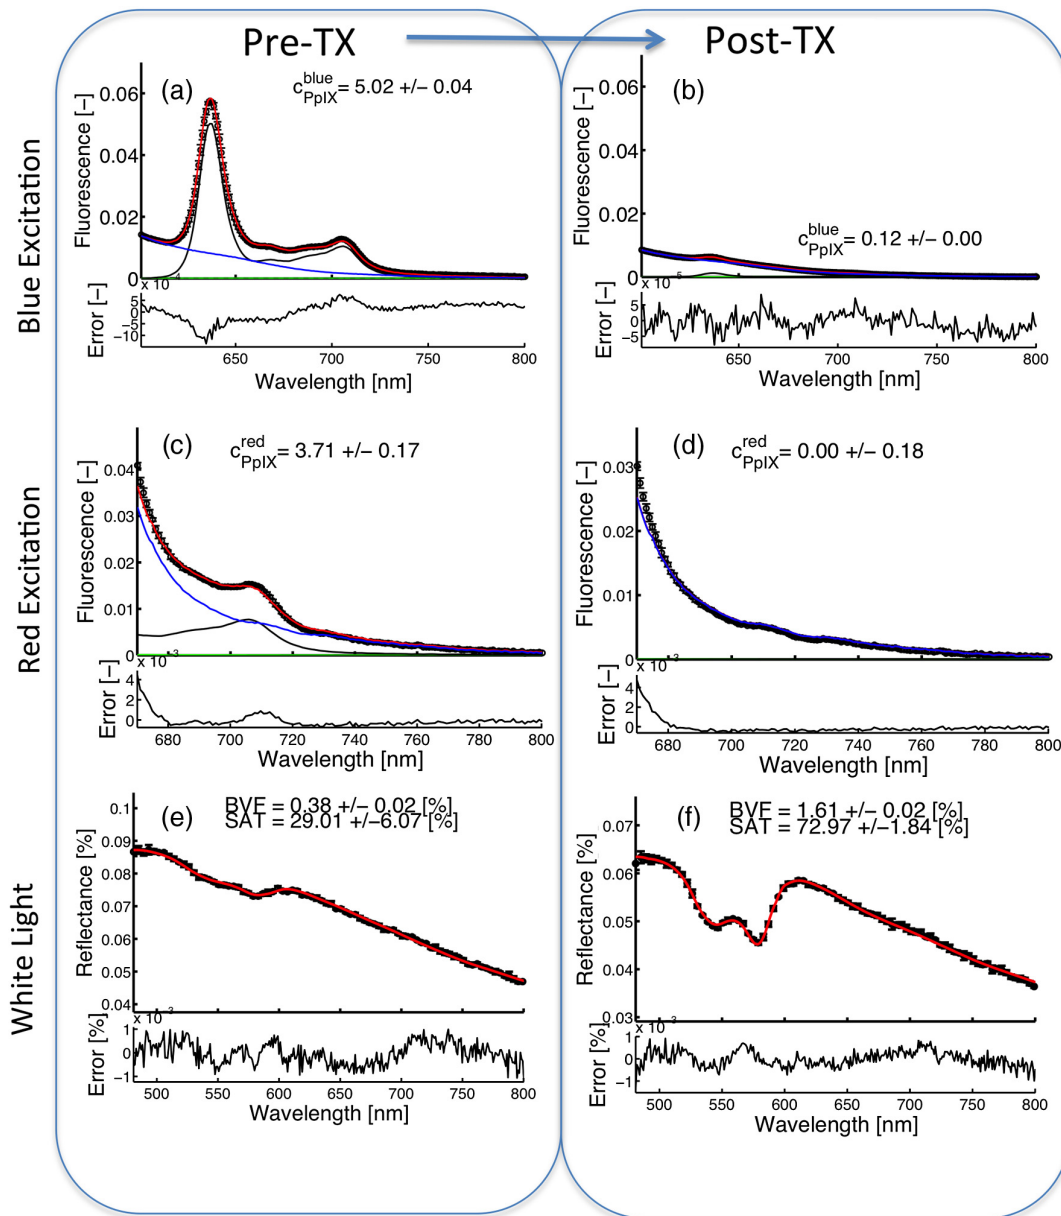 Pre-TX
Post-TX
Blue Excitation
Red Excitation
White Light
(a)
c_PpIX^blue = 5.02 +/− 0.04
Fluorescence [−]
0.06
0.04
0.02
0
Error [−]
5
0
−5
−10
650 700 750 800
Wavelength [nm]
(b)
c_PpIX^blue = 0.12 +/− 0.00
Fluorescence [−]
0.06
0.04
0.02
0
Error [−]
5
0
−5
650 700 750 800
Wavelength [nm]
(c)
c_PpIX^red = 3.71 +/− 0.17
Fluorescence [−]
0.04
0.03
0.02
0.01
0
x 10^−3
Error [−]
4
2
0
680 700 720 740 760 780 800
Wavelength [nm]
(d)
c_PpIX^red = 0.00 +/− 0.18
Fluorescence [−]
0.03
0.02
0.01
0
x 10^−3
Error [−]
4
2
0
680 700 720 740 760 780 800
Wavelength [nm]
(e)
BVF = 0.38 +/− 0.02 [%]
SAT = 29.01 +/−6.07 [%]
Reflectance [%]
0.1
0.09
0.08
0.07
0.06
0.05
0.04
x 10^−3
Error [%]
1
0
−1
500 550 600 650 700 750 800
Wavelength [nm]
(f)
BVF = 1.61 +/− 0.02 [%]
SAT = 72.97 +/−1.84 [%]
Reflectance [%]
0.07
0.06
0.05
0.04
0.03
x 10^−3
Error [%]
1
0
−1
500 550 600 650 700 750 800
Wavelength [nm]